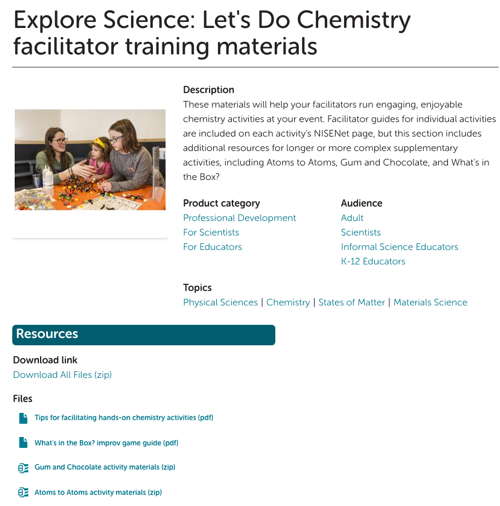 Explore Science: Let's Do Chemistry
facilitator training materials
Description
These materials will help your facilitators run engaging, enjoyable
chemistry activities at your event. Facilitator guides for individual activities
are included on each activity's NISENet page, but this section includes
additional resources for longer or more complex supplementary
activities, including Atoms to Atoms, Gum and Chocolate, and What's in
the Box?
Product category
Professional Development
For Scientists
For Educators
Audience
Adult
Scientists
Informal Science Educators
K-12 Educators
Topics
Physical Sciences | Chemistry | States of Matter | Materials Science
Resources
Download link
Download All Files (zip)
Files
Tips for facilitating hands-on chemistry activities (pdf)
What's in the Box? improv game guide (pdf)
Gum and Chocolate activity materials (zip)
Atoms to Atoms activity materials (zip)